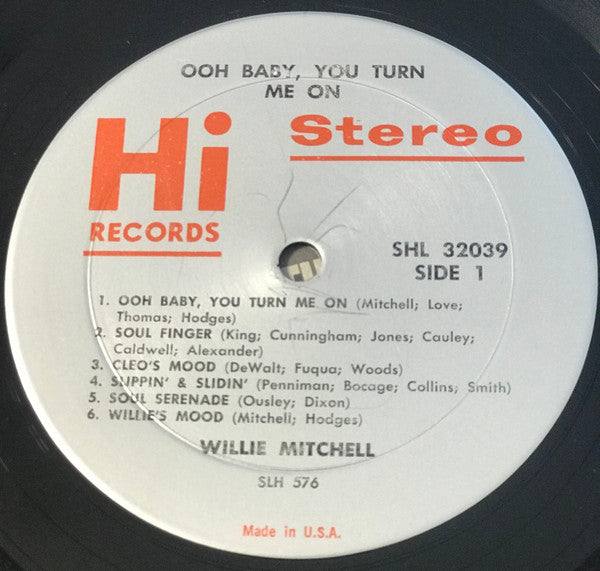 OOH BABY, YOU TURN
ME ON
Hi
RECORDS
Stereo
SHL 32039
SIDE 1
1. OOH BABY, YOU TURN ME ON (Mitchell; Love;
Thomas; Hodges)
2. SOUL FINGER (King; Cunningham; Jones; Cauley;
Caldwell; Alexander)
3. CLEO'S MOOD (DeWalt; Fuqua; Woods)
4. SLIPPIN' & SLIDIN' (Penniman; Bocage; Collins; Smith)
5. SOUL SERENADE (Ousley; Dixon)
6. WILLIE'S MOOD (Mitchell; Hodges)
WILLIE MITCHELL
SLH 576
Made in U.S.A.